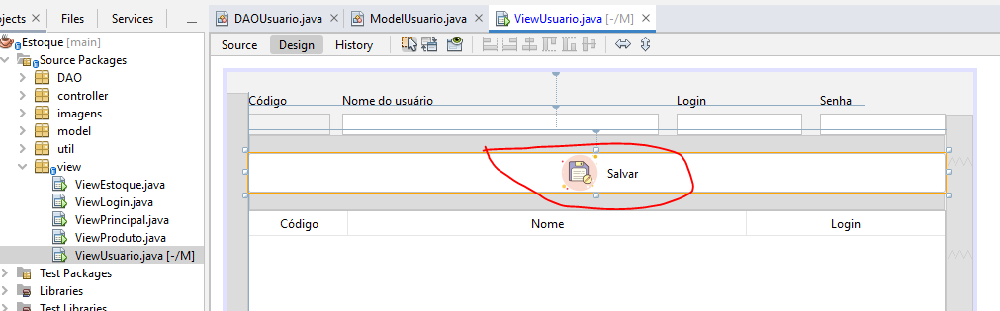 ojects
Files
Services
DAOUsuario.java
ModelUsuario.java
ViewUsuario.java [-/M]
Estoque [main]
Source
Design
History
Source Packages
DAO
controller
imagens
model
util
view
ViewEstoque.java
ViewLogin.java
ViewPrincipal.java
ViewProduto.java
ViewUsuario.java [-/M]
Test Packages
Libraries
Test Libraries
Código
Nome do usuário
Login
Senha
Salvar
Código
Nome
Login